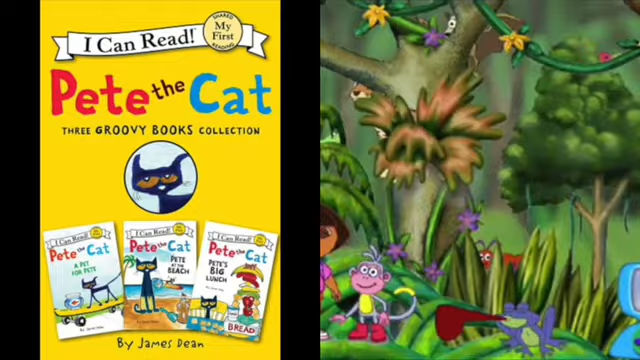 I Can Read!
SHARED
My First
READING
Pete the Cat
THREE GROOVY BOOKS COLLECTION
I Can Read!
Pete the Cat
A PET FOR PETE
I Can Read!
Pete the Cat
PETE AT THE BEACH
I Can Read!
Pete the Cat
PETE'S BIG LUNCH
BREAD
By James Dean